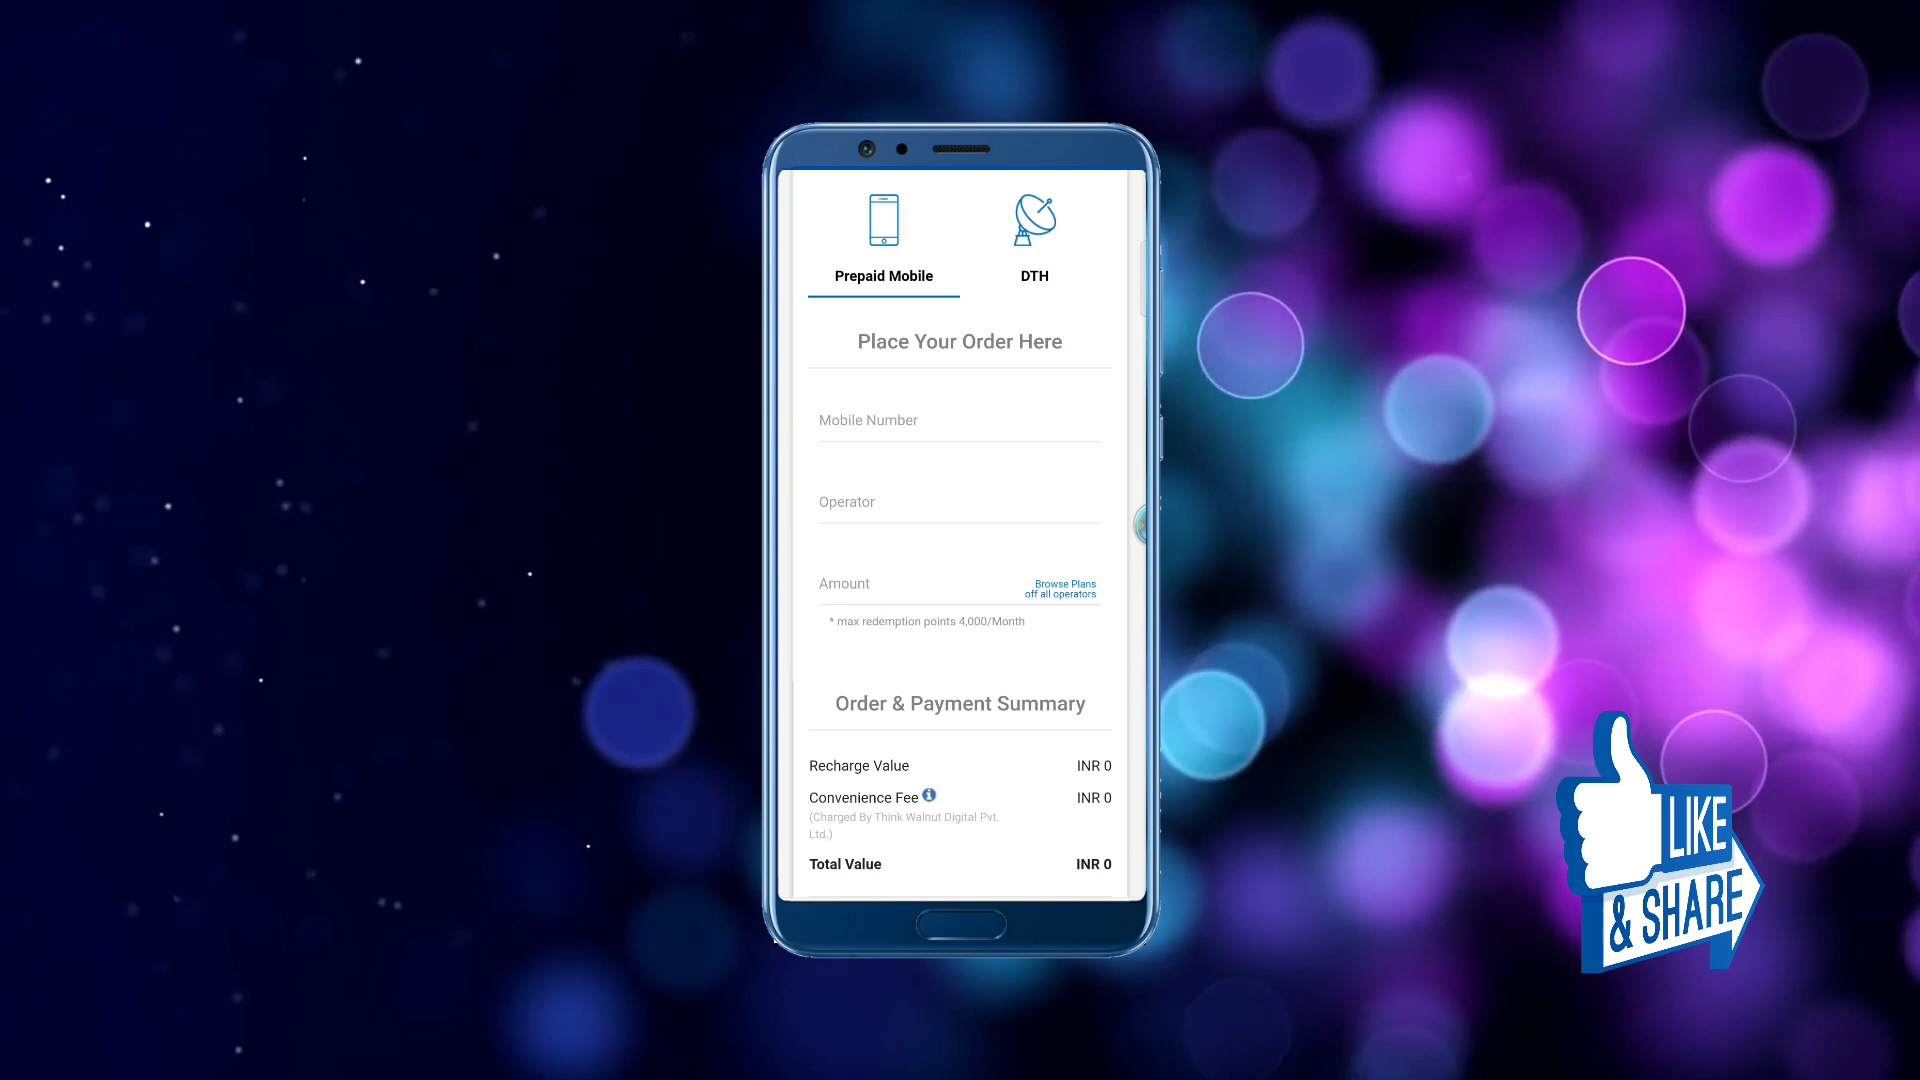 Prepaid Mobile
DTH
Place Your Order Here
Mobile Number
Operator
Amount
Browse Plans
off all operators
* max redemption points 4,000/Month
Order & Payment Summary
Recharge Value
INR 0
Convenience Fee
INR 0
(Charged By Think Walnut Digital Pvt.
Ltd.)
Total Value
INR 0
LIKE
& SHARE